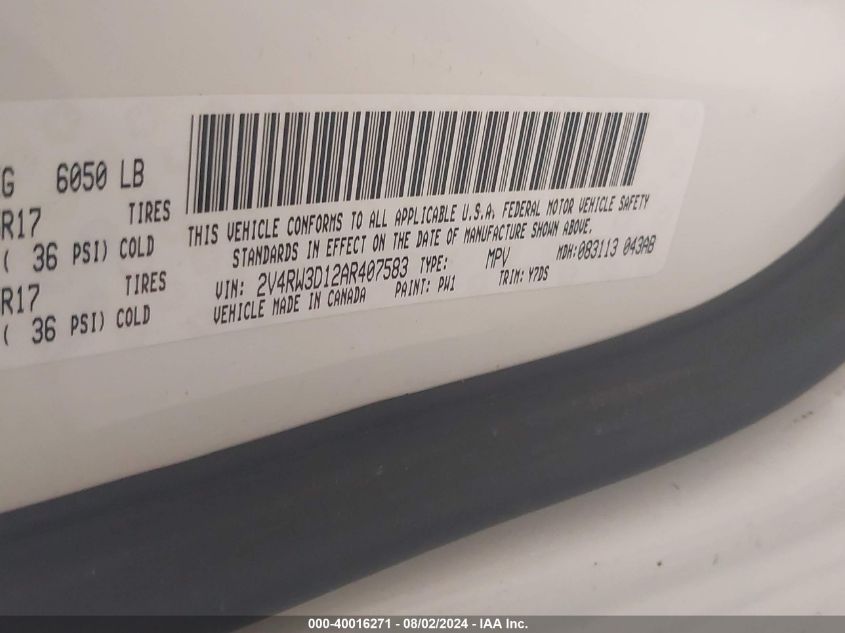 G 6050 LB
R17 TIRES
( 36 PSI) COLD
R17 TIRES
( 36 PSI) COLD
THIS VEHICLE CONFORMS TO ALL APPLICABLE U.S.A. FEDERAL MOTOR VEHICLE SAFETY
STANDARDS IN EFFECT ON THE DATE OF MANUFACTURE SHOWN ABOVE.
VIN: 2V4RW3D12AR407583 TYPE: MPV MDH:083113 043AB
VEHICLE MADE IN CANADA PAINT: PW1 TRIM: Y7DS
000-40016271 - 08/02/2024 - IAA Inc.